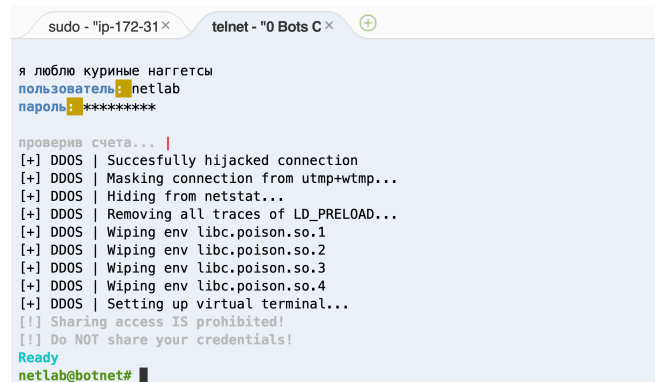 sudo - "ip-172-31
telnet - "0 Bots C
я люблю куриные наггетсы
пользователь: netlab
пароль: *********
проверив счета... |
[+] DDOS | Succesfully hijacked connection
[+] DDOS | Masking connection from utmp+wtmp...
[+] DDOS | Hiding from netstat...
[+] DDOS | Removing all traces of LD_PRELOAD...
[+] DDOS | Wiping env libc.poison.so.1
[+] DDOS | Wiping env libc.poison.so.2
[+] DDOS | Wiping env libc.poison.so.3
[+] DDOS | Wiping env libc.poison.so.4
[+] DDOS | Setting up virtual terminal...
[!] Sharing access IS prohibited!
[!] Do NOT share your credentials!
Ready
netlab@botnet#